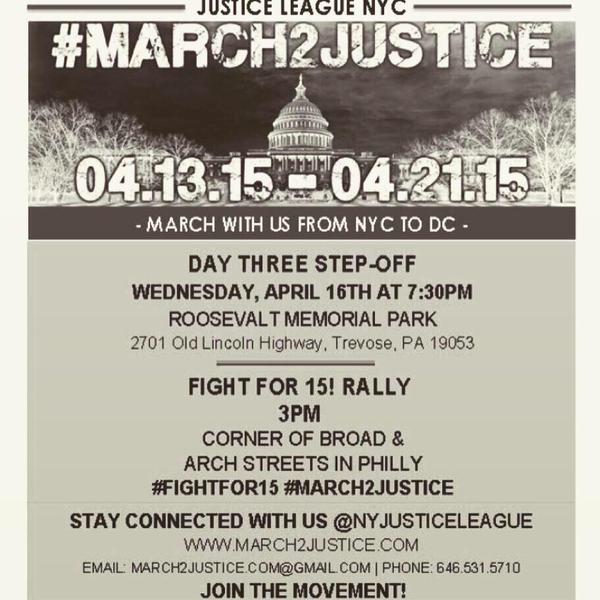 JUSTICE LEAGUE NYC
#MARCH2JUSTICE
04.13.15 - 04.21.15
- MARCH WITH US FROM NYC TO DC -
DAY THREE STEP-OFF
WEDNESDAY, APRIL 16TH AT 7:30PM
ROOSEVALT MEMORIAL PARK
2701 Old Lincoln Highway, Trevose, PA 19053
FIGHT FOR 15! RALLY
3PM
CORNER OF BROAD &
ARCH STREETS IN PHILLY
#FIGHTFOR15 #MARCH2JUSTICE
STAY CONNECTED WITH US @NYJUSTICELEAGUE
WWW.MARCH2JUSTICE.COM
EMAIL: MARCH2JUSTICE.COM@GMAIL.COM | PHONE: 646.531.5710
JOIN THE MOVEMENT!